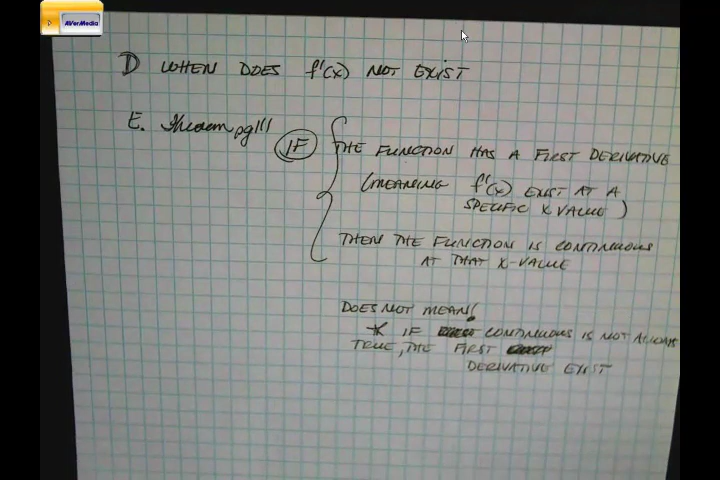 AVerMedia
D WHEN DOES f'(x) NOT EXIST
E. Theorem pg 111
IF THE FUNCTION HAS A FIRST DERIVATIVE
(MEANING f'(x) EXIST AT A
SPECIFIC X VALUE)
THEN THE FUNCTION IS CONTINUOUS
AT THAT X-VALUE
DOES NOT MEAN!
* IF CONTINUOUS IS NOT ALWAYS
TRUE, THE FIRST
DERIVATIVE EXIST